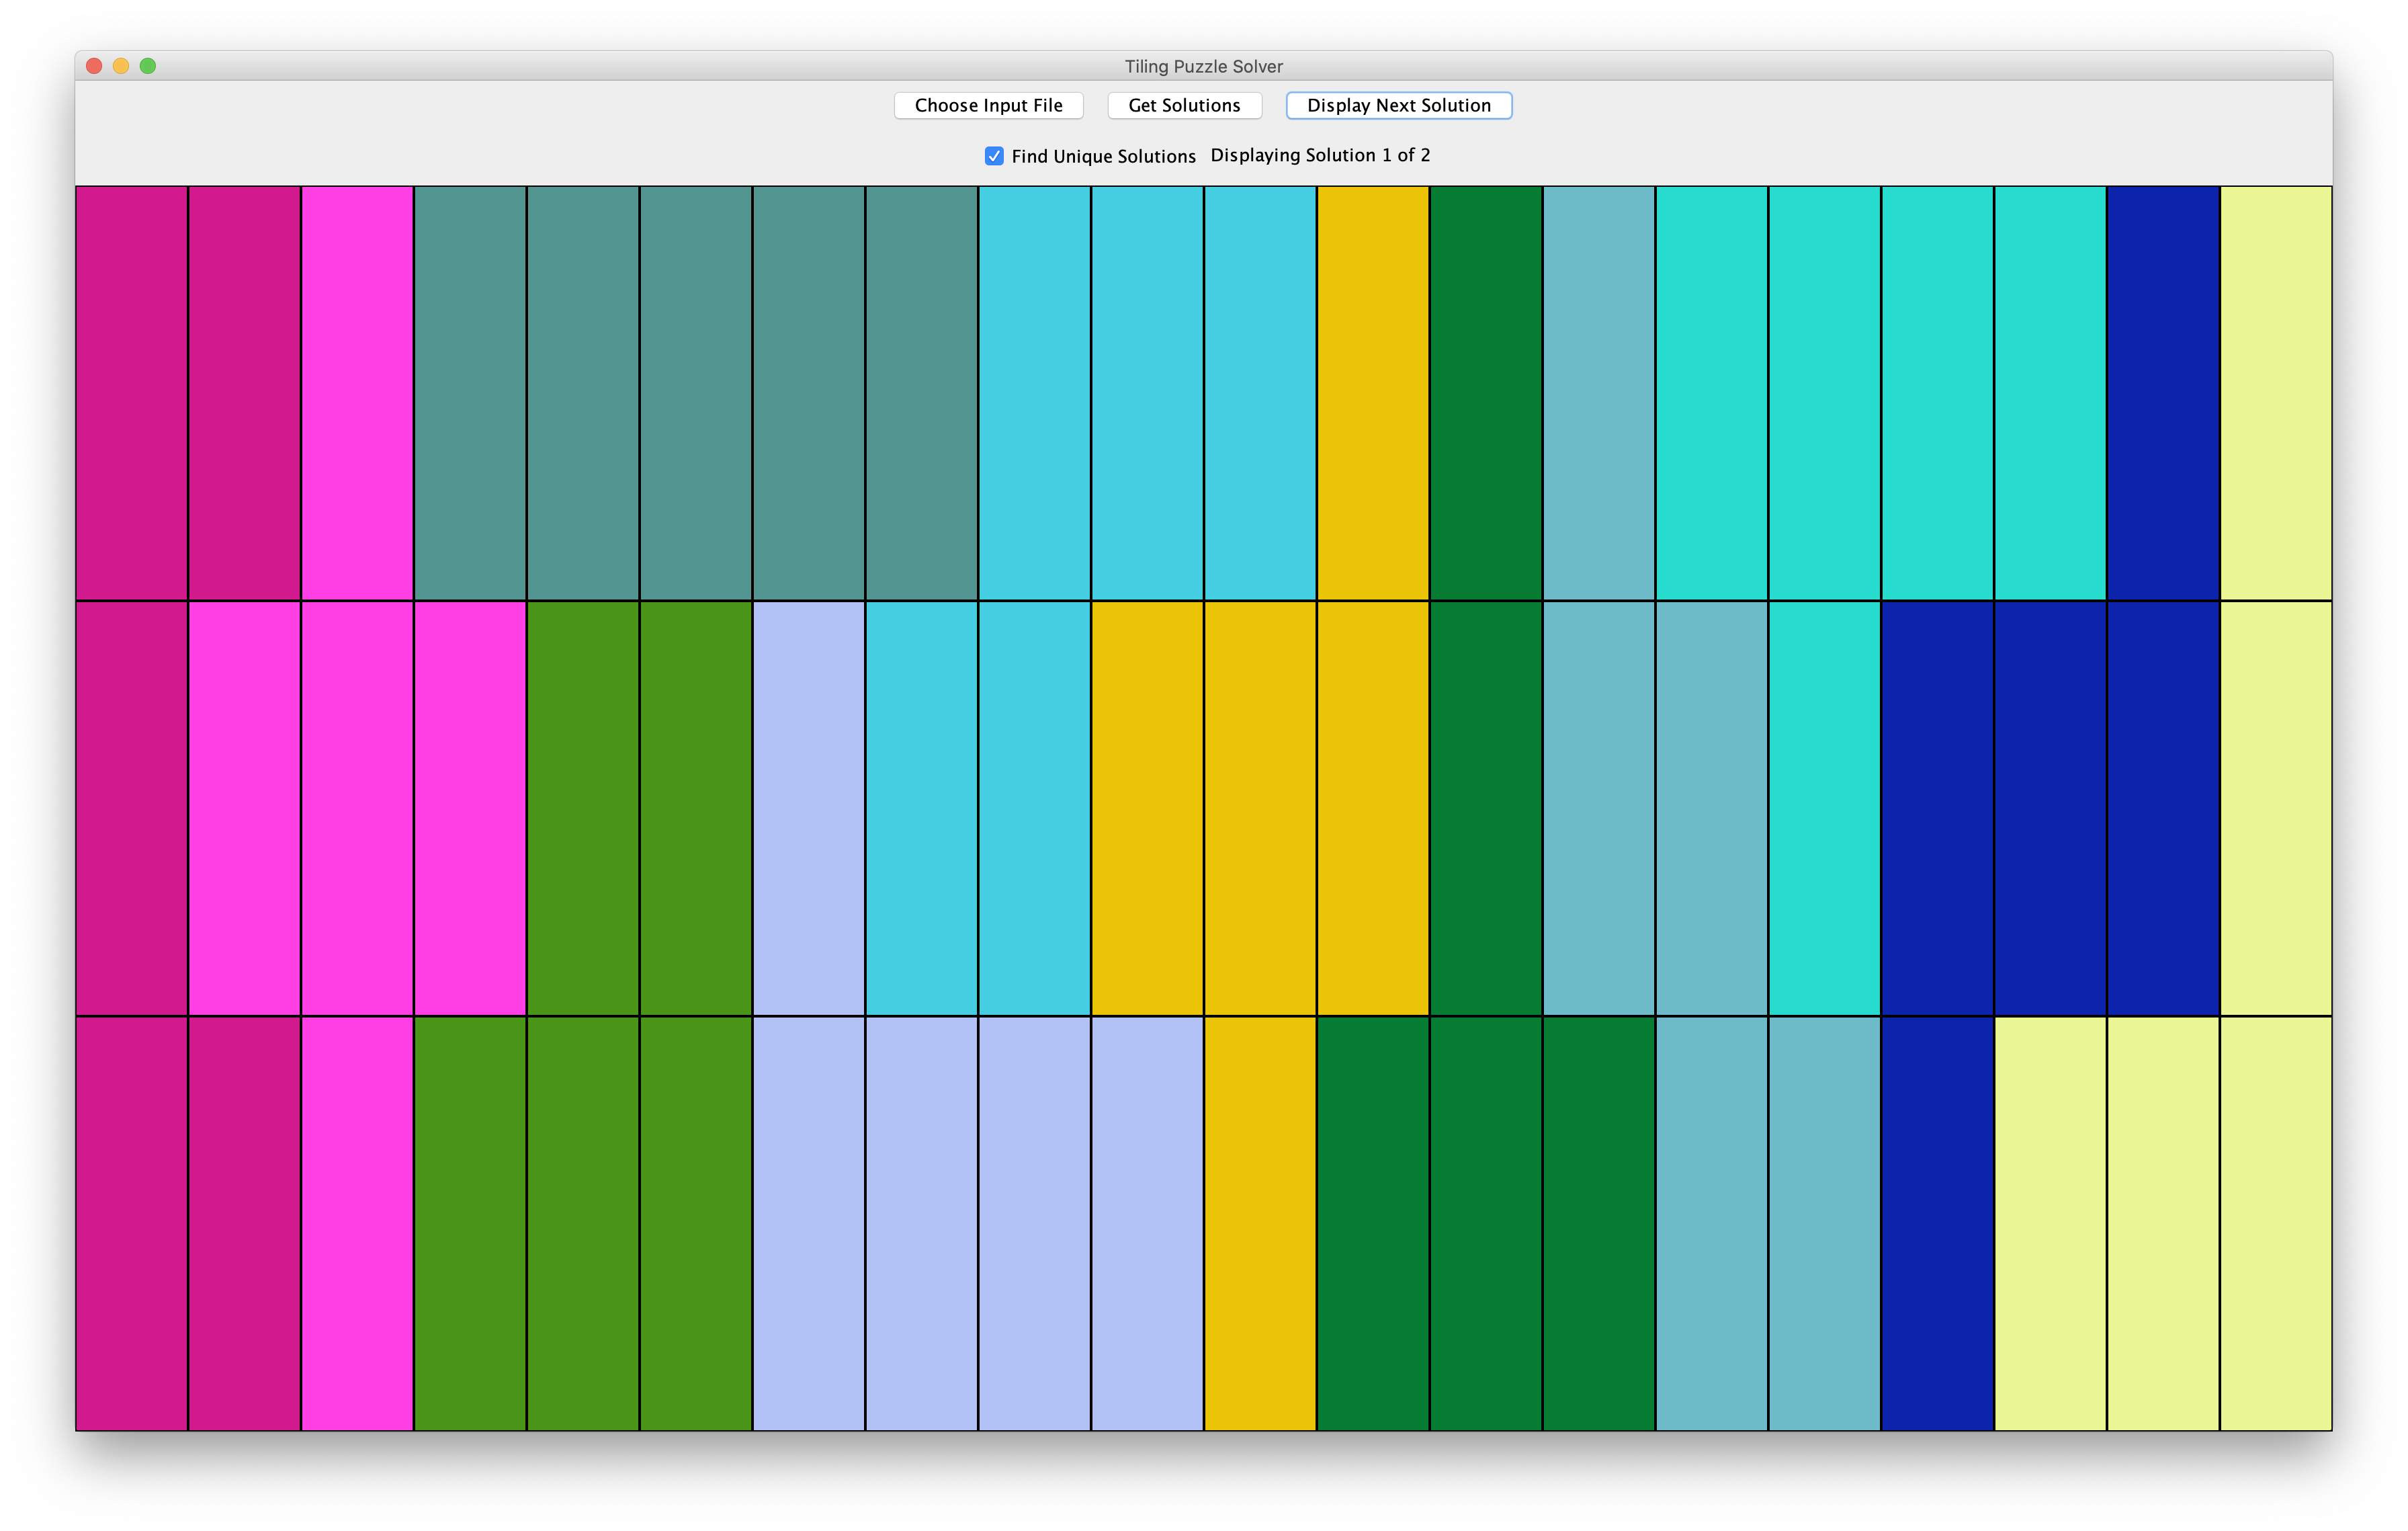 Tiling Puzzle Solver
Choose Input File Get Solutions Display Next Solution
Find Unique Solutions Displaying Solution 1 of 2